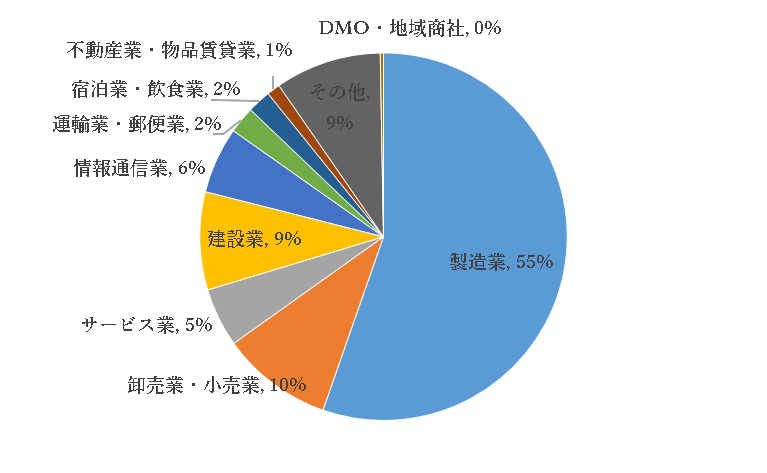 DMO・地域商社, 0%
不動産業・物品賃貸業, 1%
宿泊業・飲食業, 2%
その他,
9%
運輸業・郵便業, 2%
情報通信業, 6%
建設業, 9%
製造業, 55%
サービス業, 5%
卸売業・小売業, 10%